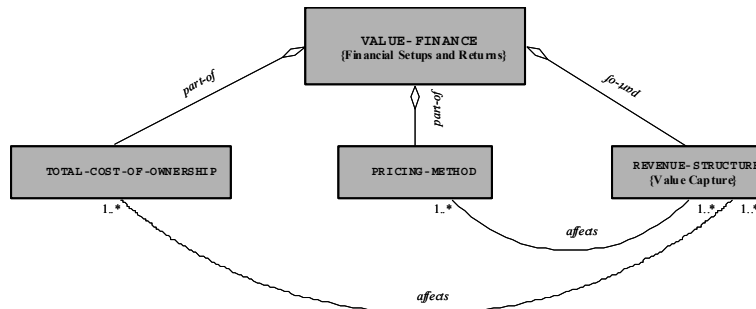 VALUE-FINANCE
{Financial Setups and Returns}
part-of
part-of
part-of
TOTAL-COST-OF-OWNERSHIP
PRICING-METHOD
REVENUE-STRUCTURE
{Value Capture}
1..*
1..*
1..*
1..*
affects
affects